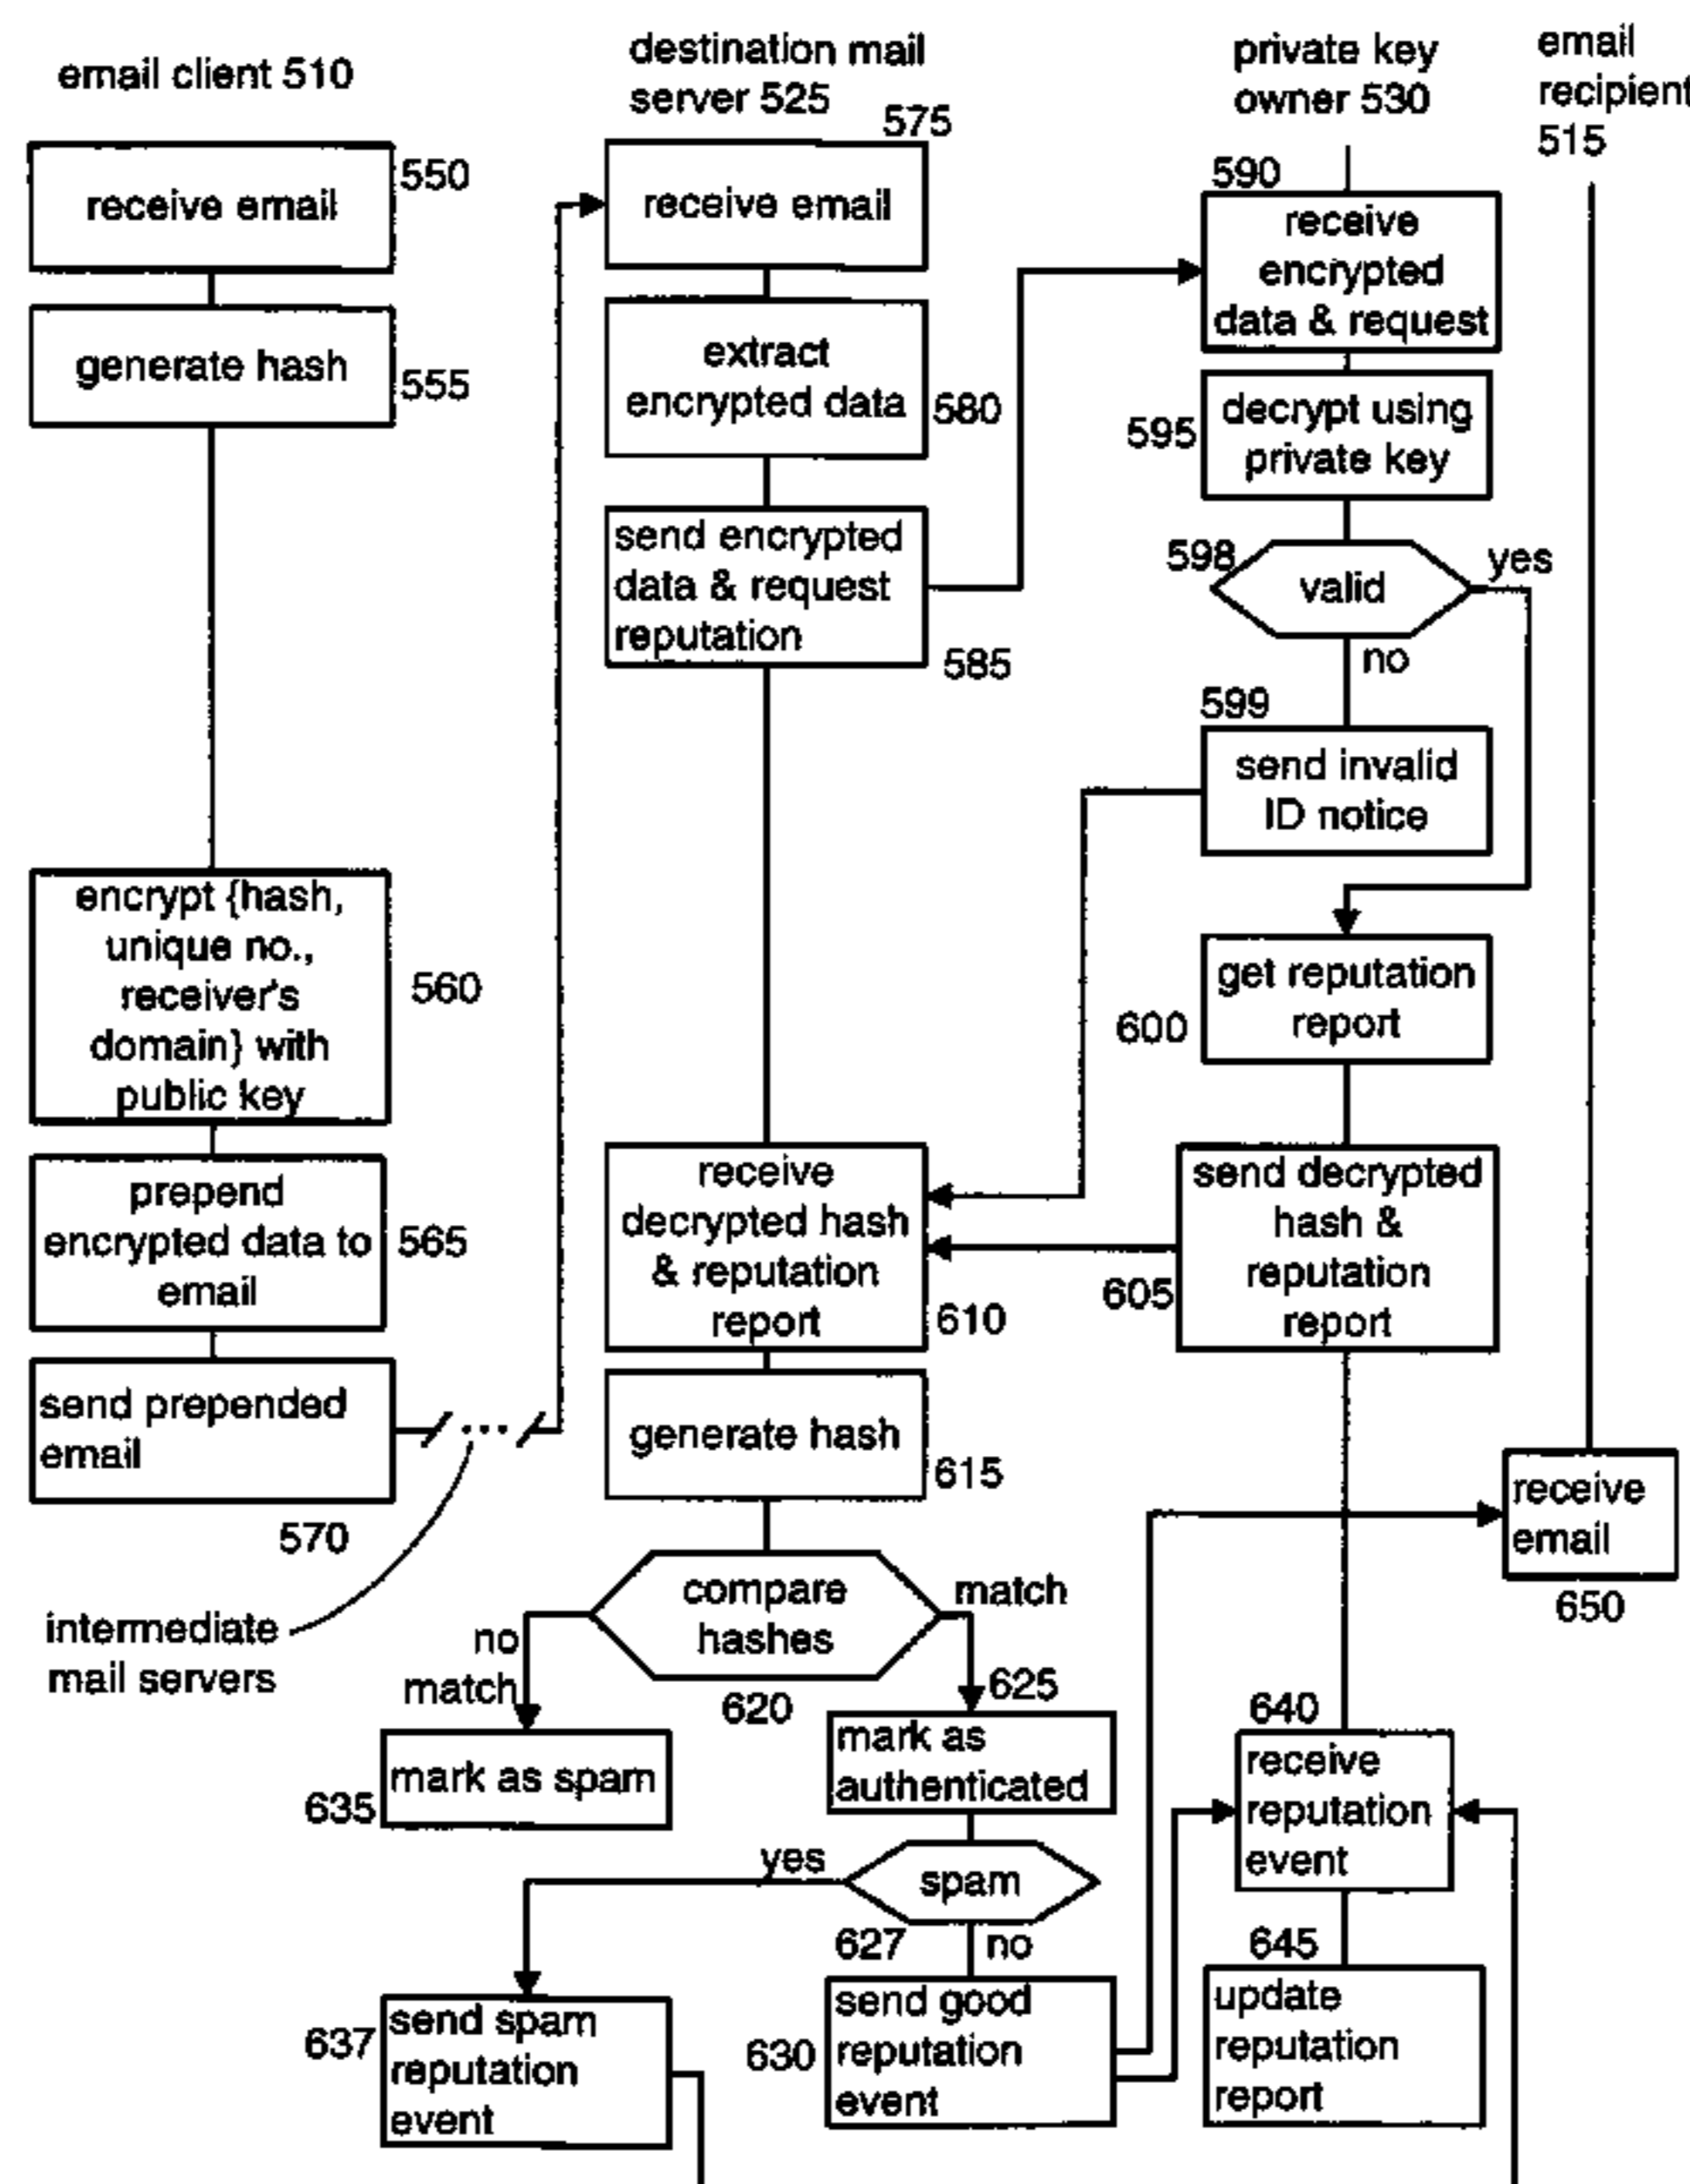 email client 510
receive email
550
generate hash
555
encrypt {hash,
unique no.,
receiver's
domain} with
public key
560
prepend
encrypted data to
email
565
send prepended
email
570
intermediate
mail servers
destination mail
server 525
575
receive email
extract
encrypted data
580
send encrypted
data & request
reputation
585
receive
decrypted hash
& reputation
report
610
generate hash
615
compare
hashes
620
no
match
match
mark as spam
635
625
mark as
authenticated
spam
627
yes
no
send spam
reputation
event
637
send good
reputation
event
630
private key
owner 530
590
receive
encrypted
data & request
decrypt using
private key
595
598
valid
yes
no
599
send invalid
ID notice
get reputation
report
600
send decrypted
hash &
reputation
report
605
640
receive
reputation
event
645
update
reputation
report
email
recipient
515
receive
email
650